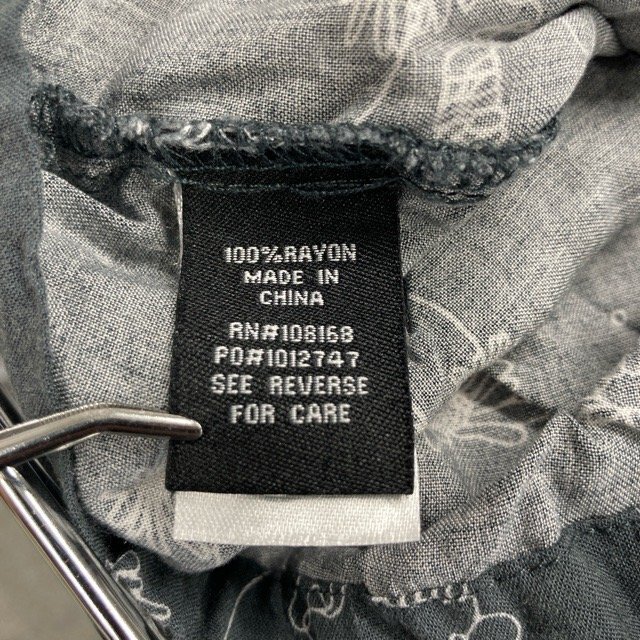 100%RAYON
MADE IN
CHINA
RN#108168
PO#1012747
SEE REVERSE
FOR CARE